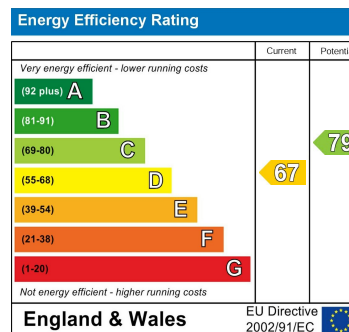 Energy Efficiency Rating
Current
Very energy efficient - lower running costs
(92 plus) A
(81-91) B
(69-80) C
79
(55-68) D
67
(39-54) E
(21-38) F
(1-20) G
Not energy efficient - higher running costs
England & Wales
EU Directive
2002/91/EC